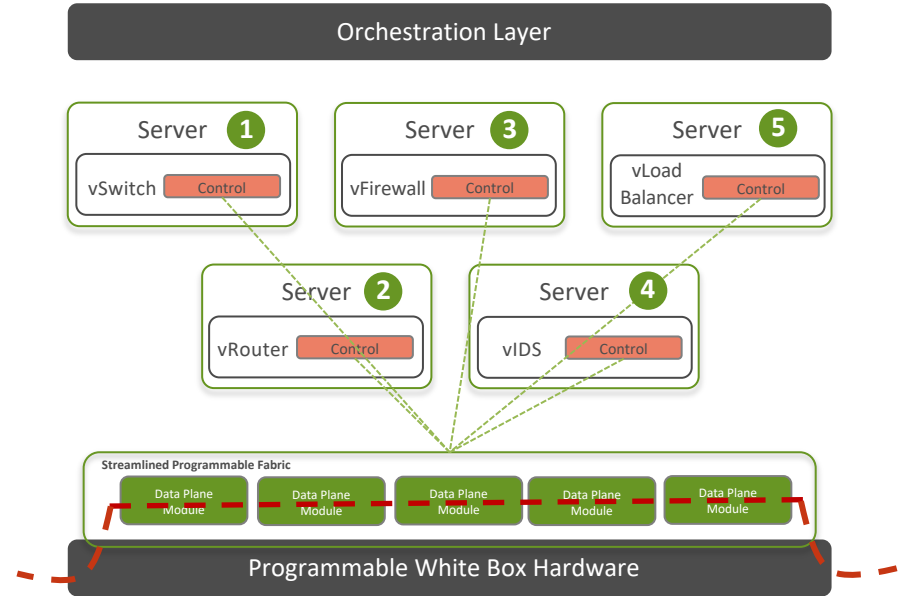 Orchestration Layer
Server 1
vSwitch Control
Server 3
vFirewall Control
Server 5
vLoad
Balancer Control
Server 2
vRouter Control
Server 4
vIDS Control
Streamlined Programmable Fabric
Data Plane
Module
Data Plane
Module
Data Plane
Module
Data Plane
Module
Data Plane
Module
Programmable White Box Hardware